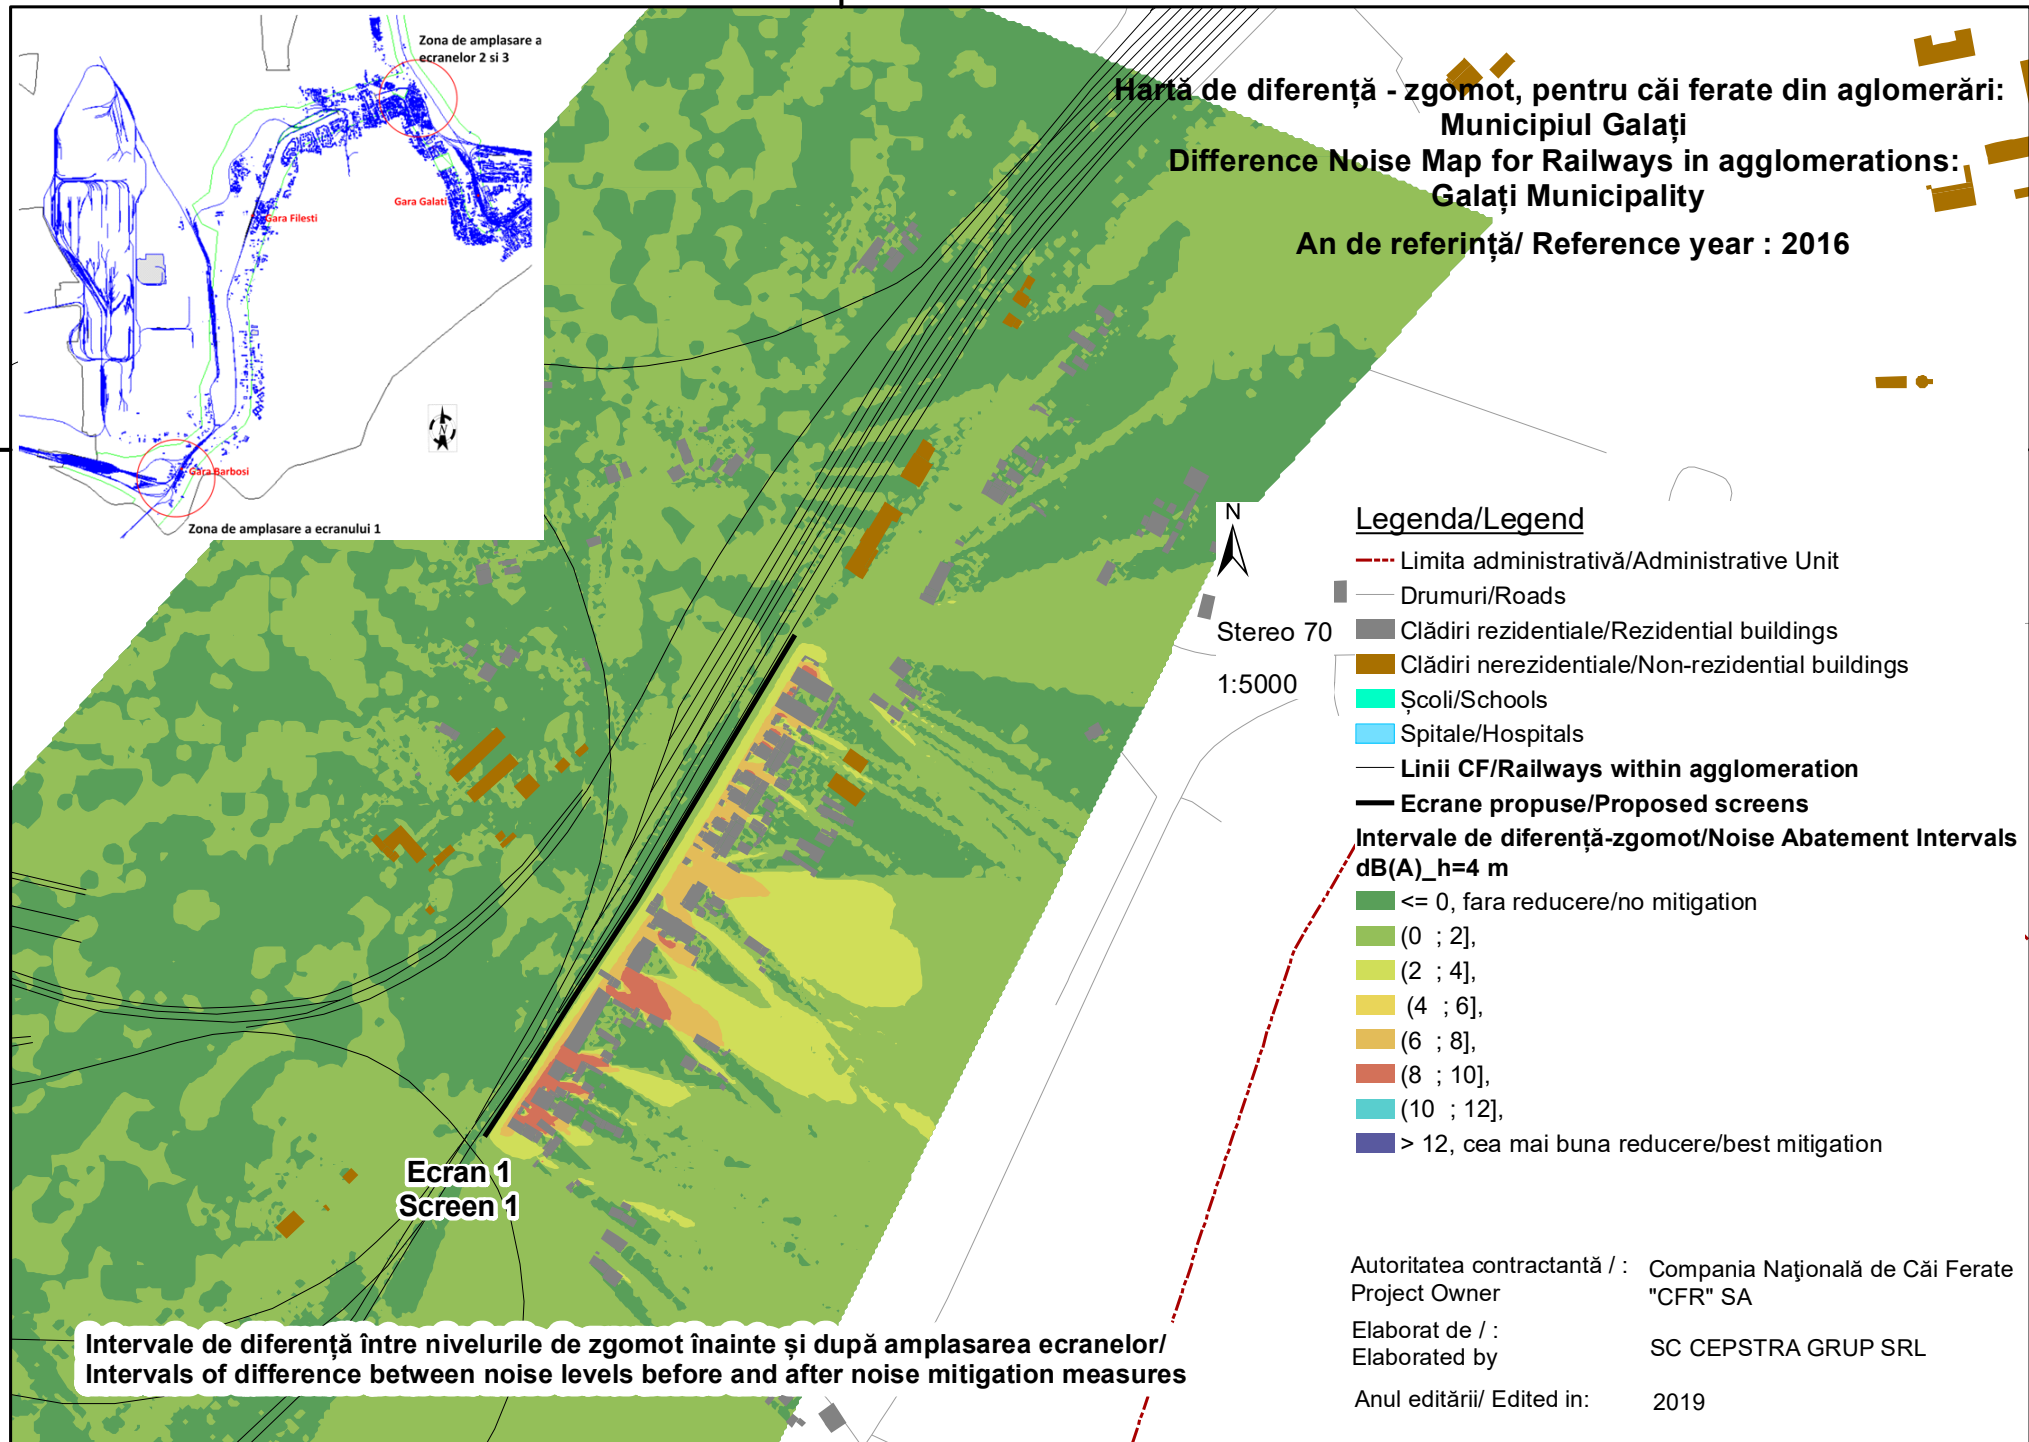 Zona de amplasare a
ecranelor 2 si 3
Gara Galati
Gara Filesti
N
Gara Barbosi
Zona de amplasare a ecranului 1
Hartă de diferență - zgomot, pentru căi ferate din aglomerări:
Municipiul Galați
Difference Noise Map for Railways in agglomerations:
Galați Municipality
An de referință/ Reference year : 2016
N
Stereo 70
1:5000
Legenda/Legend
Limita administrativă/Administrative Unit
Drumuri/Roads
Clădiri rezidentiale/Rezidential buildings
Clădiri nerezidentiale/Non-rezidential buildings
Școli/Schools
Spitale/Hospitals
Linii CF/Railways within agglomeration
Ecrane propuse/Proposed screens
Intervale de diferență-zgomot/Noise Abatement Intervals
dB(A)_h=4 m
<= 0, fara reducere/no mitigation
(0 ; 2],
(2 ; 4],
(4 ; 6],
(6 ; 8],
(8 ; 10],
(10 ; 12],
> 12, cea mai buna reducere/best mitigation
Ecran 1
Screen 1
Intervale de diferență între nivelurile de zgomot înainte și după amplasarea ecranelor/
Intervals of difference between noise levels before and after noise mitigation measures
Autoritatea contractantă / : Compania Naţională de Căi Ferate
Project Owner "CFR" SA
Elaborat de / :
Elaborated by SC CEPSTRA GRUP SRL
Anul editării/ Edited in: 2019